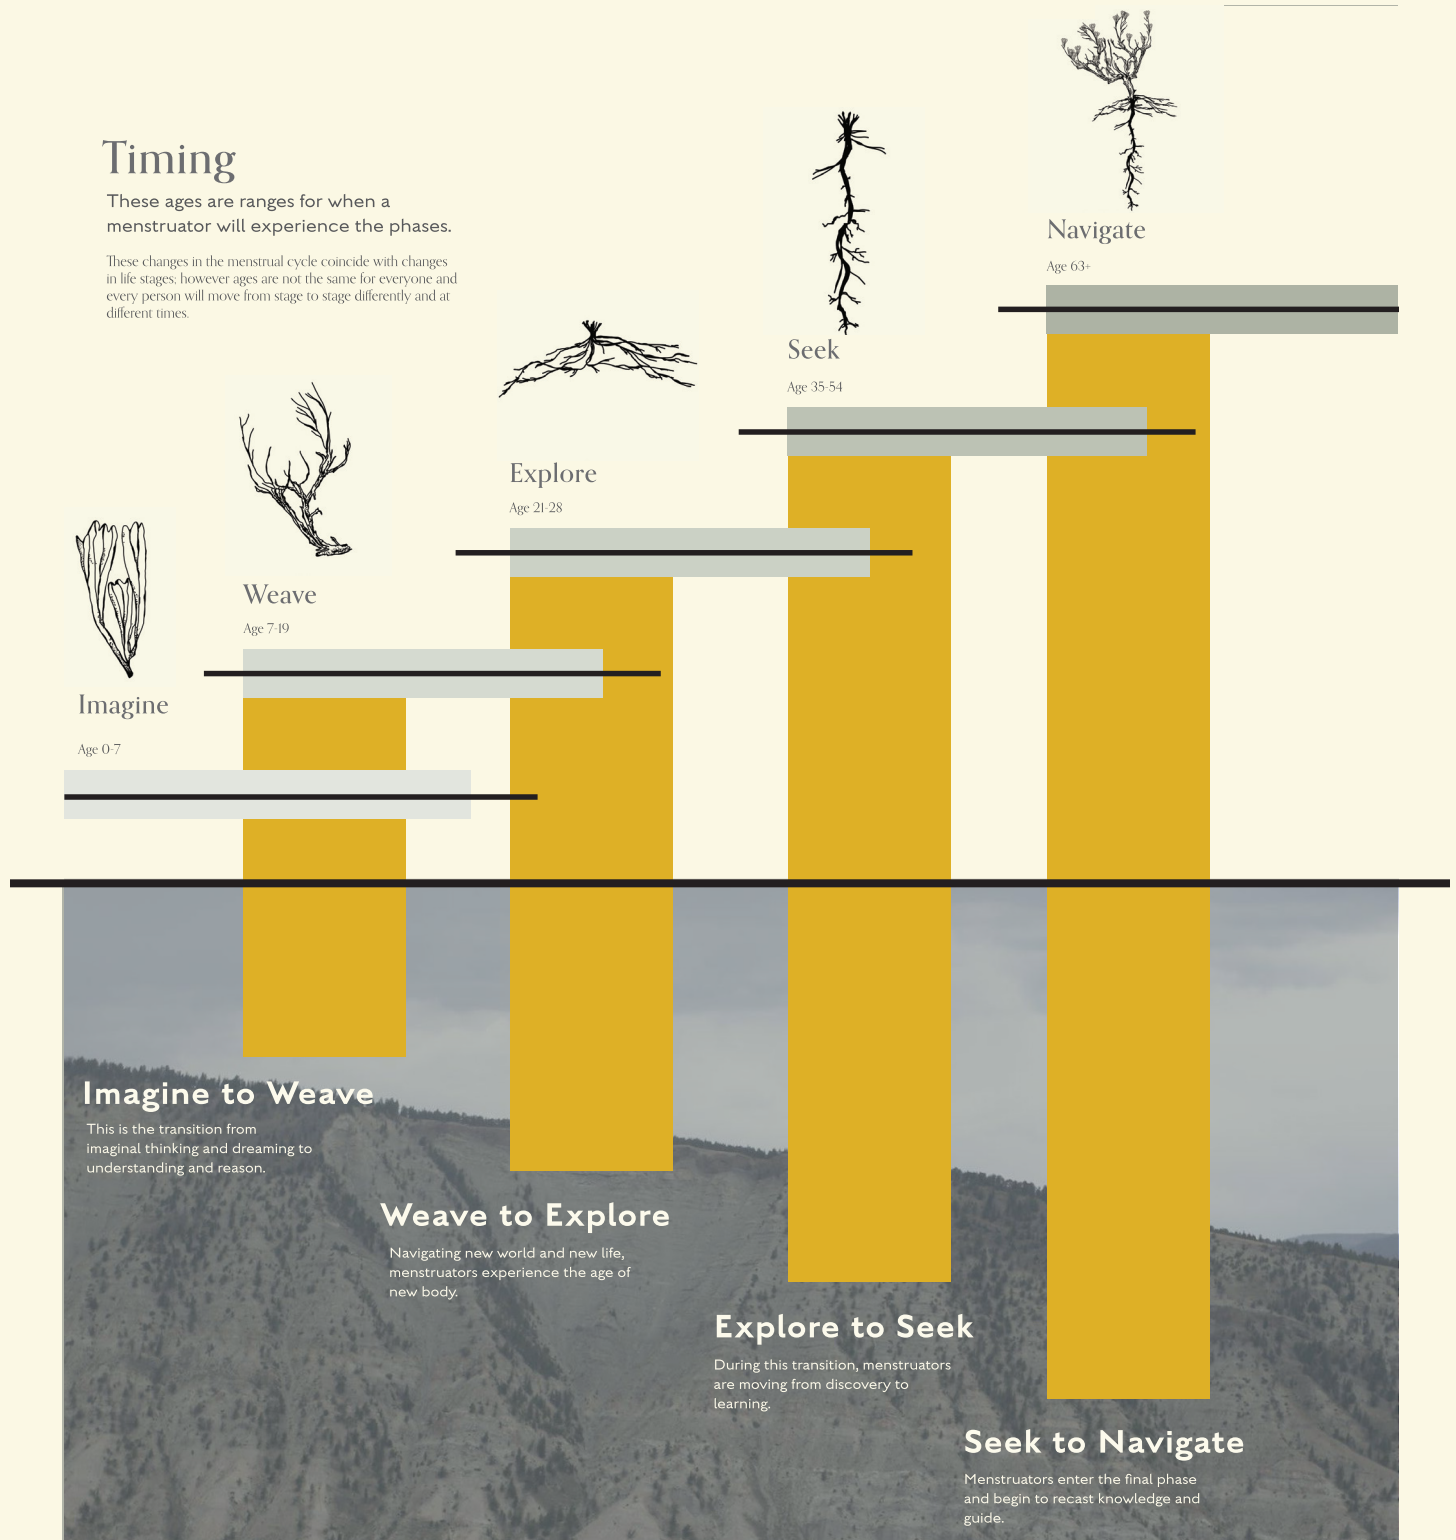 Timing
These ages are ranges for when a
menstruator will experience the phases.
These changes in the menstrual cycle coincide with changes
in life stages; however ages are not the same for everyone and
every person will move from stage to stage differently and at
different times.
Imagine
Age 0-7
Weave
Age 7-19
Explore
Age 21-28
Seek
Age 35-54
Navigate
Age 63+
Imagine to Weave
This is the transition from
imaginal thinking and dreaming to
understanding and reason.
Weave to Explore
Navigating new world and new life,
menstruators experience the age of
new body.
Explore to Seek
During this transition, menstruators
are moving from discovery to
learning.
Seek to Navigate
Menstruators enter the final phase
and begin to recast knowledge and
guide.